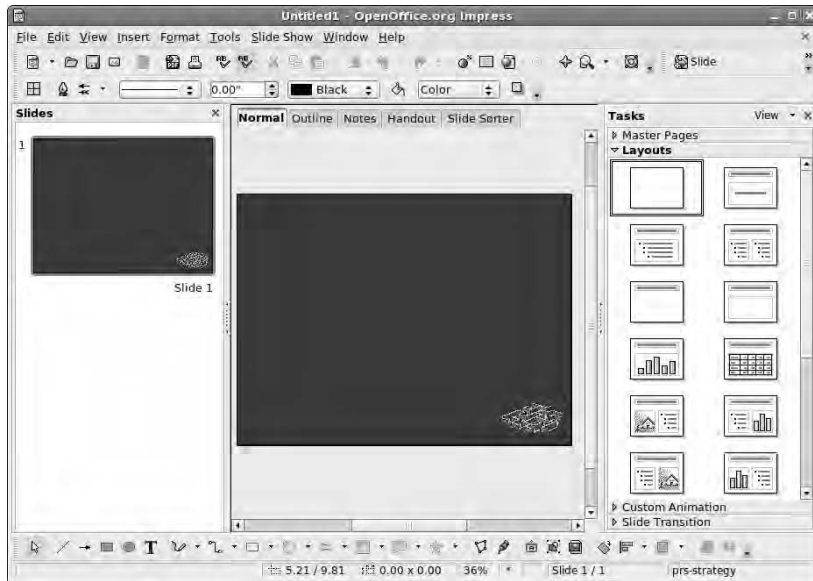 Untitled1 - OpenOffice.org Impress
File Edit View Insert Format Tools Slide Show Window Help
Slide
0.00" Black Color
Slides
Normal Outline Notes Handout Slide Sorter
Tasks View
Master Pages
Layouts
1
Slide 1
Custom Animation
Slide Transition
T
5.21 / 9.81 0.00 x 0.00 36% * Slide 1 / 1 prs-strategy